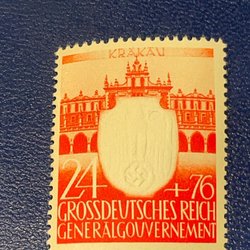 KRAKAU
24 + 76
GROSSDEUTSCHES REICH
GENERALGOUVERNEMENT